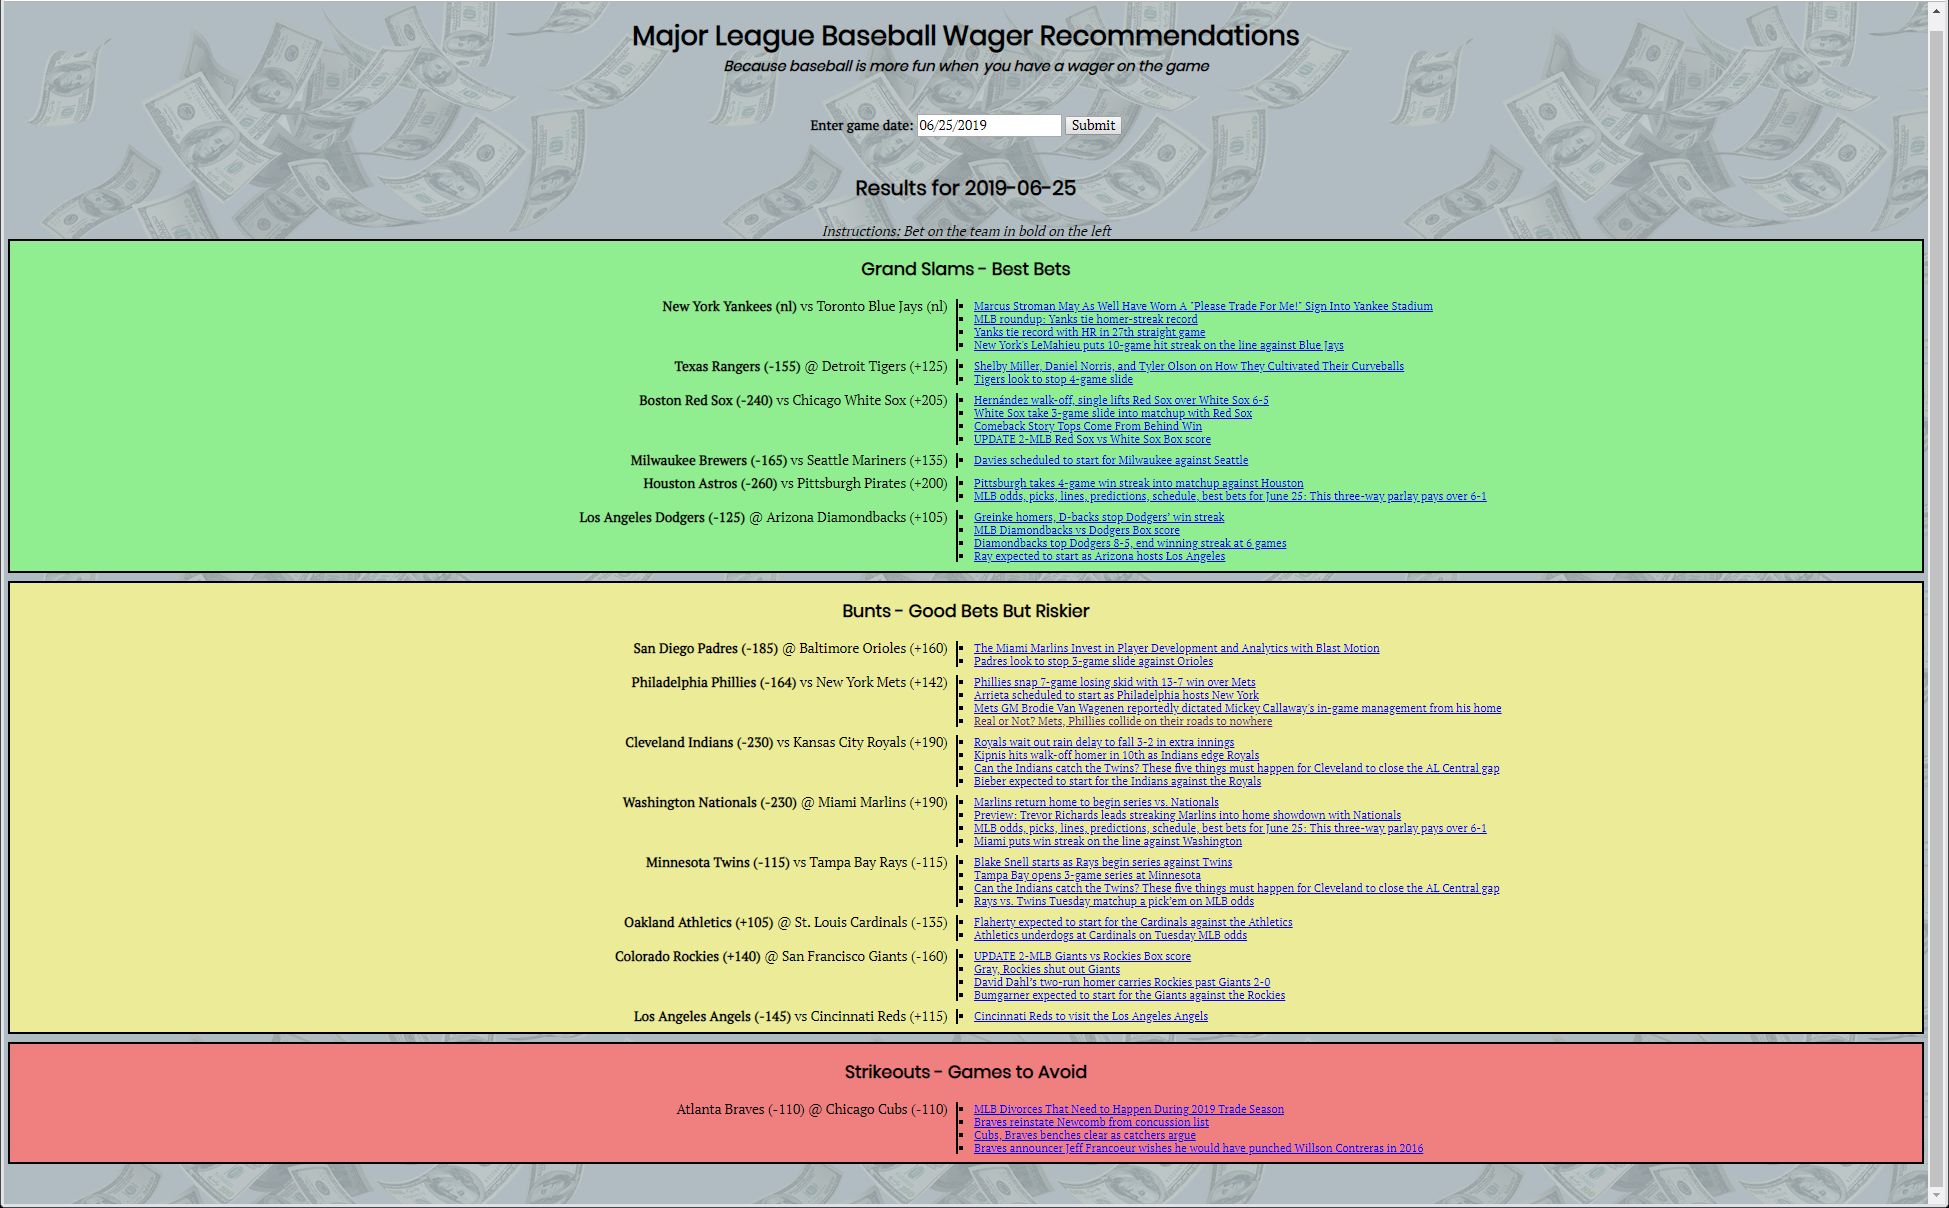 Major League Baseball Wager Recommendations
Because baseball is more fun when you have a wager on the game
Enter game date: 06/25/2019 Submit
Results for 2019-06-25
Instructions: Bet on the team in bold on the left
Grand Slams - Best Bets
New York Yankees (nl) vs Toronto Blue Jays (nl)
Marcus Stroman May As Well Have Worn A "Please Trade For Me!" Sign Into Yankee Stadium
MLB roundup: Yanks tie homer-streak record
Yanks tie record with HR in 27th straight game
New York's LeMahieu puts 10-game hit streak on the line against Blue Jays
Texas Rangers (-155) @ Detroit Tigers (+125)
Shelby Miller, Daniel Norris, and Tyler Olson on How They Cultivated Their Curveballs
Tigers look to stop 4-game slide
Boston Red Sox (-240) vs Chicago White Sox (+205)
Hernández walk-off, single lifts Red Sox over White Sox 6-5
White Sox take 3-game slide into matchup with Red Sox
Comeback Story Tops Come From Behind Win
UPDATE 2-MLB Red Sox vs White Sox Box score
Milwaukee Brewers (-165) vs Seattle Mariners (+135)
Davies scheduled to start for Milwaukee against Seattle
Houston Astros (-260) vs Pittsburgh Pirates (+200)
Pittsburgh takes 4-game win streak into matchup against Houston
MLB odds, picks, lines, predictions, schedule, best bets for June 25: This three-way parlay pays over 6-1
Los Angeles Dodgers (-125) @ Arizona Diamondbacks (+105)
Greinke homers, D-backs stop Dodgers' win streak
MLB Diamondbacks vs Dodgers Box score
Diamondbacks top Dodgers 8-5, end winning streak at 6 games
Ray expected to start as Arizona hosts Los Angeles
Bunts - Good Bets But Riskier
San Diego Padres (-185) @ Baltimore Orioles (+160)
The Miami Marlins Invest in Player Development and Analytics with Blast Motion
Padres look to stop 3-game slide against Orioles
Philadelphia Phillies (-164) vs New York Mets (+142)
Phillies snap 7-game losing skid with 13-7 win over Mets
Arrieta scheduled to start as Philadelphia hosts New York
Mets GM Brodie Van Wagenen reportedly dictated Mickey Callaway's in-game management from his home
Real or Not? Mets, Phillies collide on their roads to nowhere
Cleveland Indians (-230) vs Kansas City Royals (+190)
Royals wait out rain delay to fall 3-2 in extra innings
Kipnis hits walk-off homer in 10th as Indians edge Royals
Can the Indians catch the Twins? These five things must happen for Cleveland to close the AL Central gap
Bieber expected to start for the Indians against the Royals
Washington Nationals (-230) @ Miami Marlins (+190)
Marlins return home to begin series vs. Nationals
Preview: Trevor Richards leads streaking Marlins into home showdown with Nationals
MLB odds, picks, lines, predictions, schedule, best bets for June 25: This three-way parlay pays over 6-1
Miami puts win streak on the line against Washington
Minnesota Twins (-115) vs Tampa Bay Rays (-115)
Blake Snell starts as Rays begin series against Twins
Tampa Bay opens 3-game series at Minnesota
Can the Indians catch the Twins? These five things must happen for Cleveland to close the AL Central gap
Rays vs. Twins Tuesday matchup a pick'em on MLB odds
Oakland Athletics (+105) @ St. Louis Cardinals (-135)
Flaherty expected to start for the Cardinals against the Athletics
Athletics underdogs at Cardinals on Tuesday MLB odds
Colorado Rockies (+140) @ San Francisco Giants (-160)
UPDATE 2-MLB Giants vs Rockies Box score
Gray, Rockies shut out Giants
David Dahl's two-run homer carries Rockies past Giants 2-0
Bumgarner expected to start for the Giants against the Rockies
Los Angeles Angels (-145) vs Cincinnati Reds (+115)
Cincinnati Reds to visit the Los Angeles Angels
Strikeouts - Games to Avoid
Atlanta Braves (-110) @ Chicago Cubs (-110)
MLB Divorces That Need to Happen During 2019 Trade Season
Braves reinstate Newcomb from concussion list
Cubs, Braves benches clear as catchers argue
Braves announcer Jeff Francoeur wishes he would have punched Willson Contreras in 2016